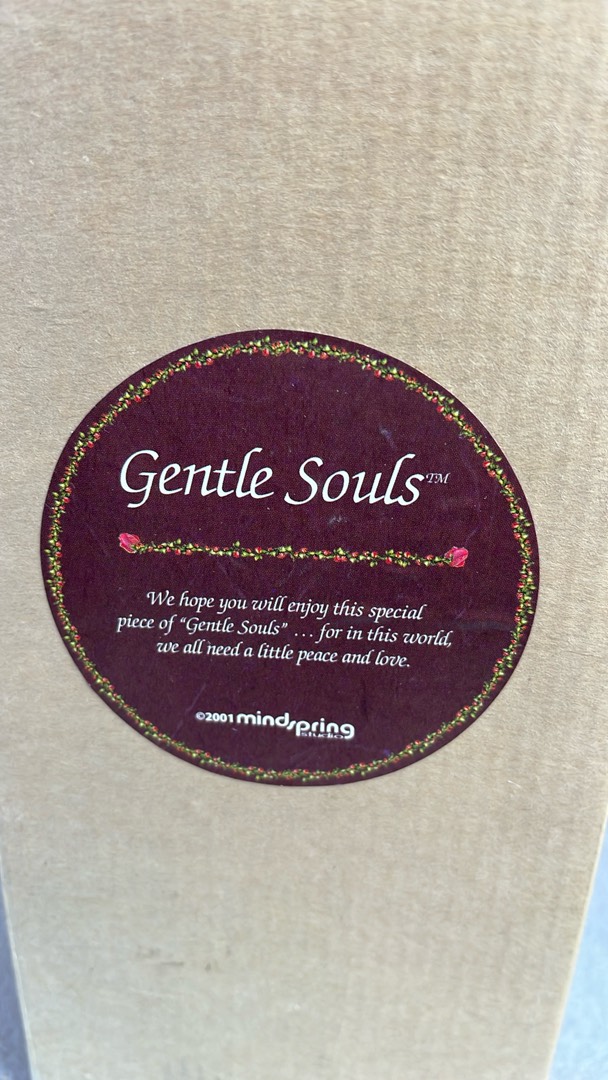 Gentle Souls™
We hope you will enjoy this special
piece of “Gentle Souls” ... for in this world,
we all need a little peace and love.
©2001 mindspring
studio